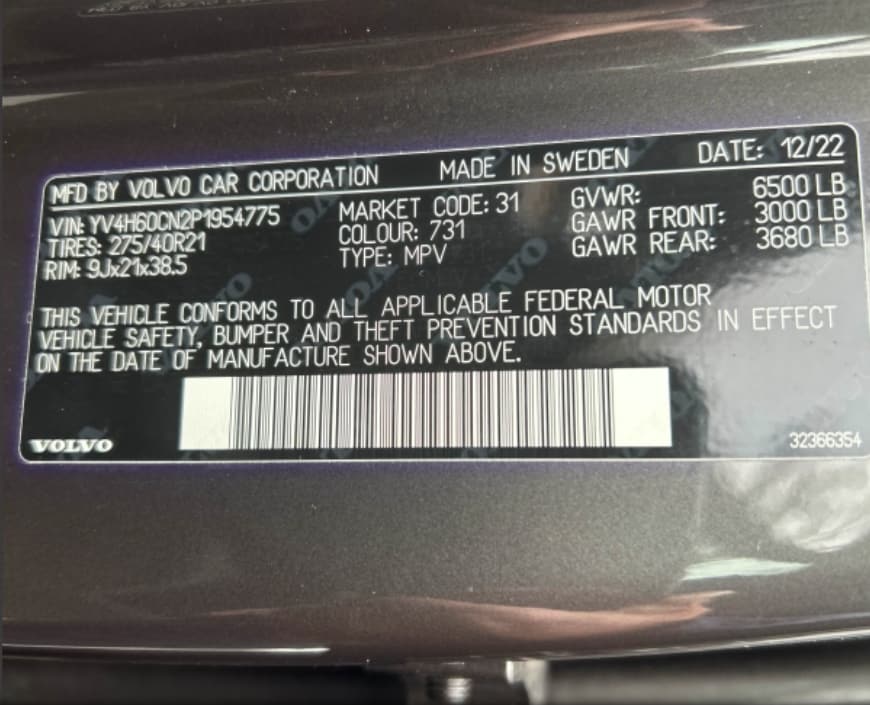 MFD BY VOLVO CAR CORPORATION MADE IN SWEDEN DATE: 12/22
VIN: YV4H60CN2P1954775 MARKET CODE: 31 GVWR: 6500 LB
TIRES: 275/40R21 COLOUR: 731 GAWR FRONT: 3000 LB
RIM: 9Jx21x38.5 TYPE: MPV GAWR REAR: 3680 LB
THIS VEHICLE CONFORMS TO ALL APPLICABLE FEDERAL MOTOR
VEHICLE SAFETY, BUMPER AND THEFT PREVENTION STANDARDS IN EFFECT
ON THE DATE OF MANUFACTURE SHOWN ABOVE.
VOLVO 32366354